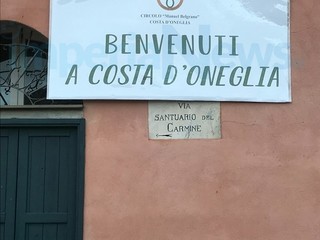 CIRCOLO "Manuel Belgrano"
COSTA D'ONEGLIA
BENVENUTI
A COSTA D'ONEGLIA
VIA
SANTUARIO DEL
CARMINE